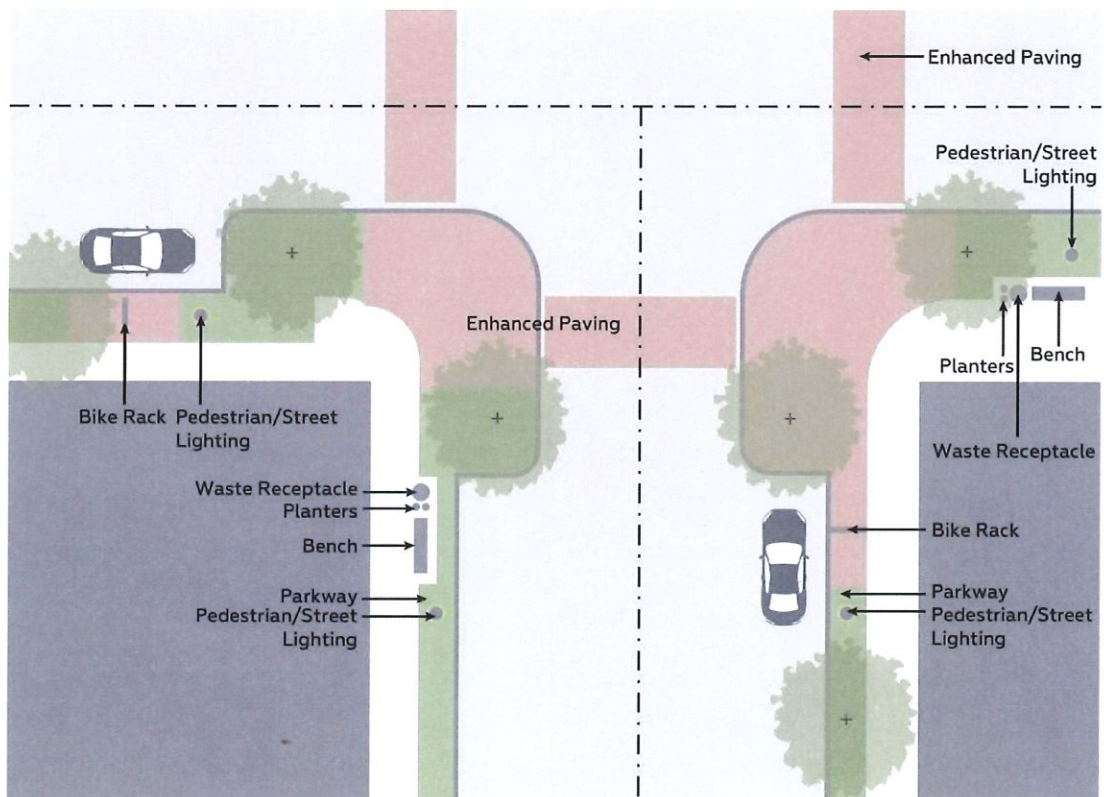 Enhanced Paving
Pedestrian/Street
Lighting
Enhanced Paving
Planters
Bench
Bike Rack
Pedestrian/Street
Lighting
Waste Receptacle
Waste Receptacle
Planters
Bench
Bike Rack
Parkway
Pedestrian/Street
Lighting
Parkway
Pedestrian/Street
Lighting